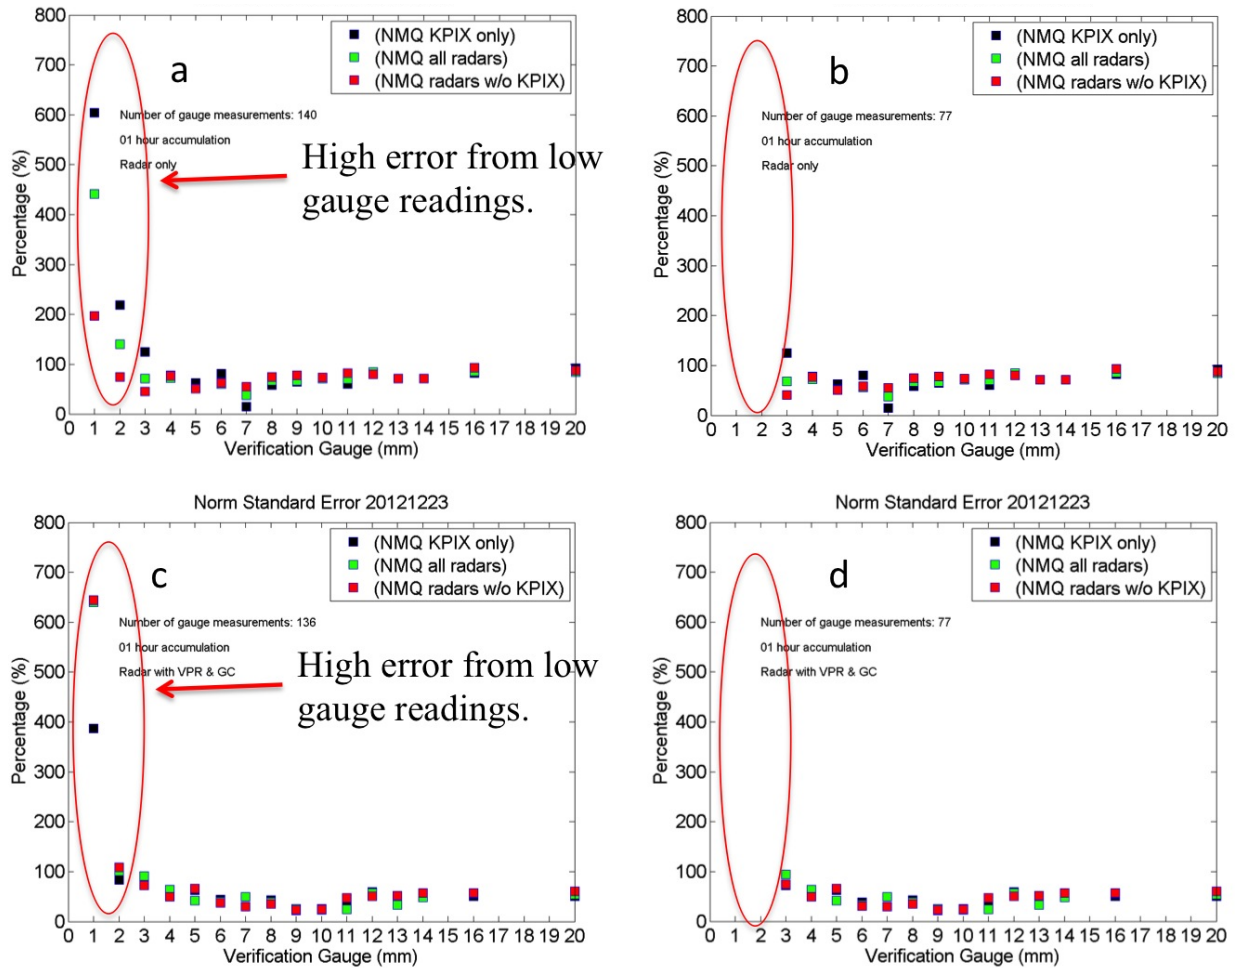 a
(NMQ KPIX only)
(NMQ all radars)
(NMQ radars w/o KPIX)
Number of gauge measurements: 140
01 hour accumulation
Radar only
High error from low
gauge readings.
Percentage (%)
800
700
600
500
400
300
200
100
0
0 1 2 3 4 5 6 7 8 9 10 11 12 13 14 15 16 17 18 19 20
Verification Gauge (mm)
b
(NMQ KPIX only)
(NMQ all radars)
(NMQ radars w/o KPIX)
Number of gauge measurements: 77
01 hour accumulation
Radar only
Percentage (%)
800
700
600
500
400
300
200
100
0
0 1 2 3 4 5 6 7 8 9 10 11 12 13 14 15 16 17 18 19 20
Verification Gauge (mm)
Norm Standard Error 20121223
c
(NMQ KPIX only)
(NMQ all radars)
(NMQ radars w/o KPIX)
Number of gauge measurements: 136
01 hour accumulation
Radar with VPR & GC
High error from low
gauge readings.
Percentage (%)
800
700
600
500
400
300
200
100
0
0 1 2 3 4 5 6 7 8 9 10 11 12 13 14 15 16 17 18 19 20
Verification Gauge (mm)
Norm Standard Error 20121223
d
(NMQ KPIX only)
(NMQ all radars)
(NMQ radars w/o KPIX)
Number of gauge measurements: 77
01 hour accumulation
Radar with VPR & GC
Percentage (%)
800
700
600
500
400
300
200
100
0
0 1 2 3 4 5 6 7 8 9 10 11 12 13 14 15 16 17 18 19 20
Verification Gauge (mm)